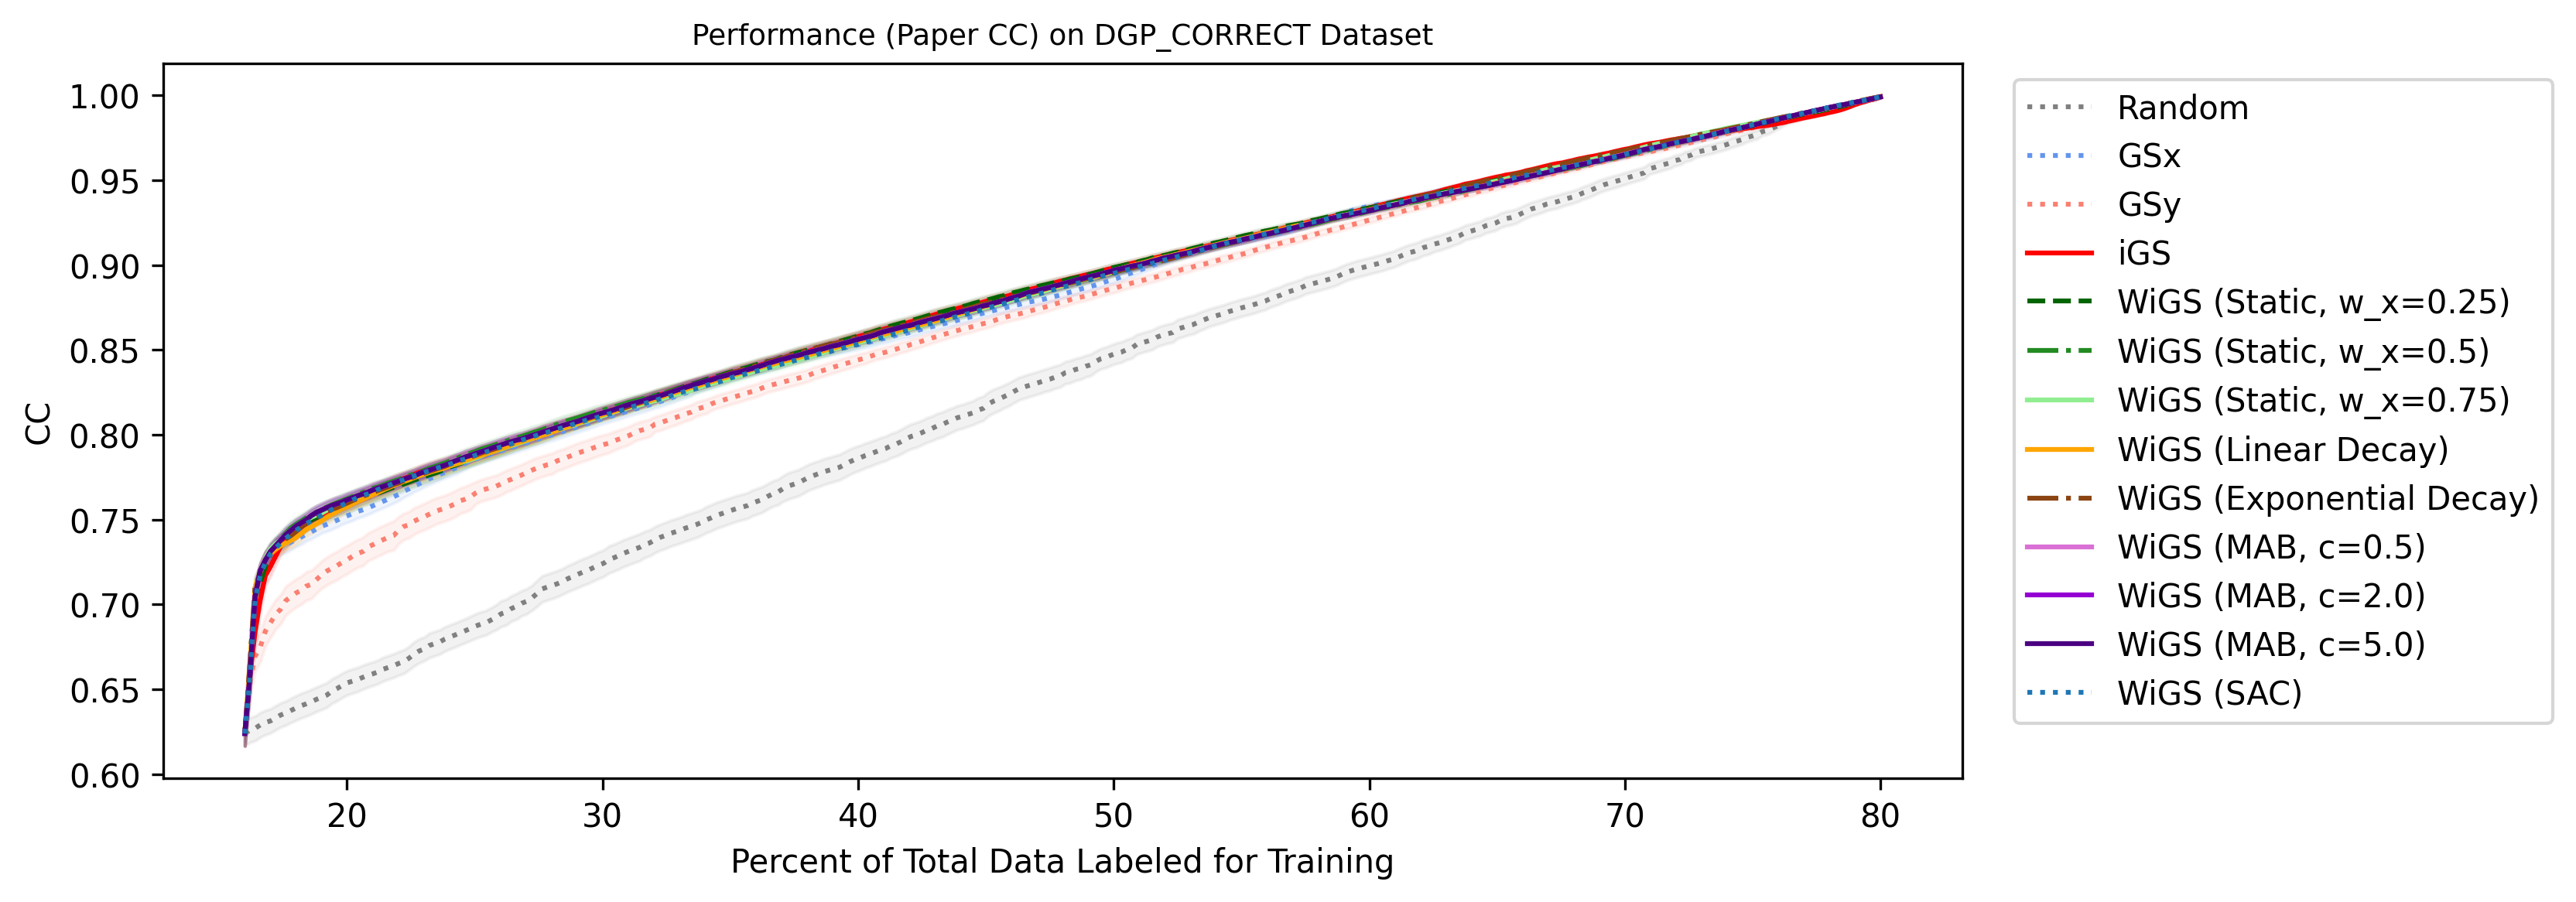 Performance (Paper CC) on DGP_CORRECT Dataset
1.00
0.95
0.90
0.85
0.80
0.75
0.70
0.65
0.60
CC
20 30 40 50 60 70 80
Percent of Total Data Labeled for Training
Random
GSx
GSy
iGS
WiGS (Static, w_x=0.25)
WiGS (Static, w_x=0.5)
WiGS (Static, w_x=0.75)
WiGS (Linear Decay)
WiGS (Exponential Decay)
WiGS (MAB, c=0.5)
WiGS (MAB, c=2.0)
WiGS (MAB, c=5.0)
WiGS (SAC)